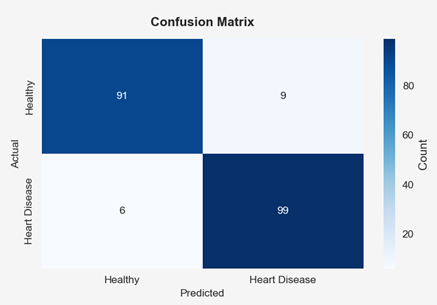 Confusion Matrix
Healthy
91
9
80
60
Actual
Count
40
Heart Disease
6
99
20
Healthy
Heart Disease
Predicted